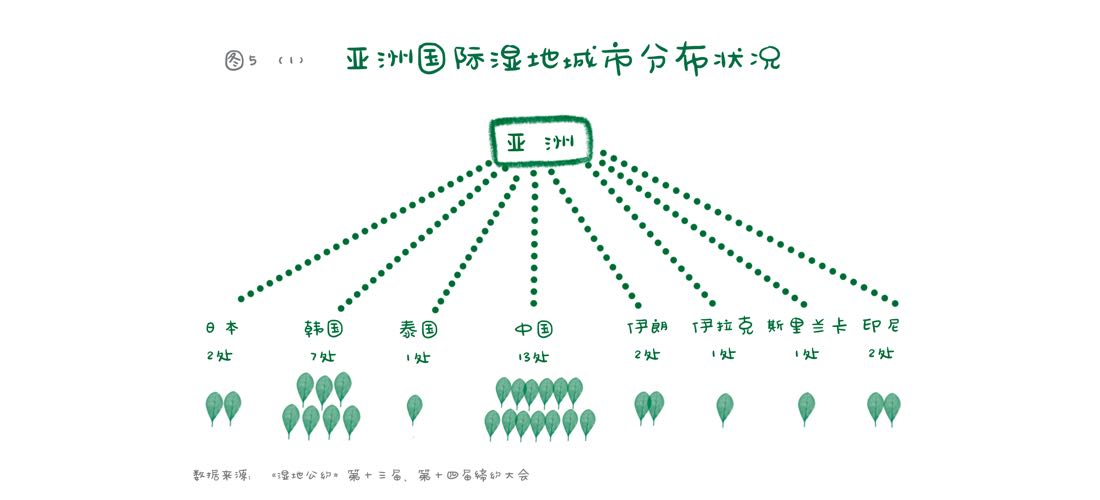 图5 (1) 亚洲国际湿地城市分布状况
亚 洲
日本 韩国 泰国 中国 伊朗 伊拉克 斯里兰卡 印尼
2处 7处 1处 13处 2处 1处 1处 2处
数据来源: 《湿地公约》第十三届、第十四届缔约大会